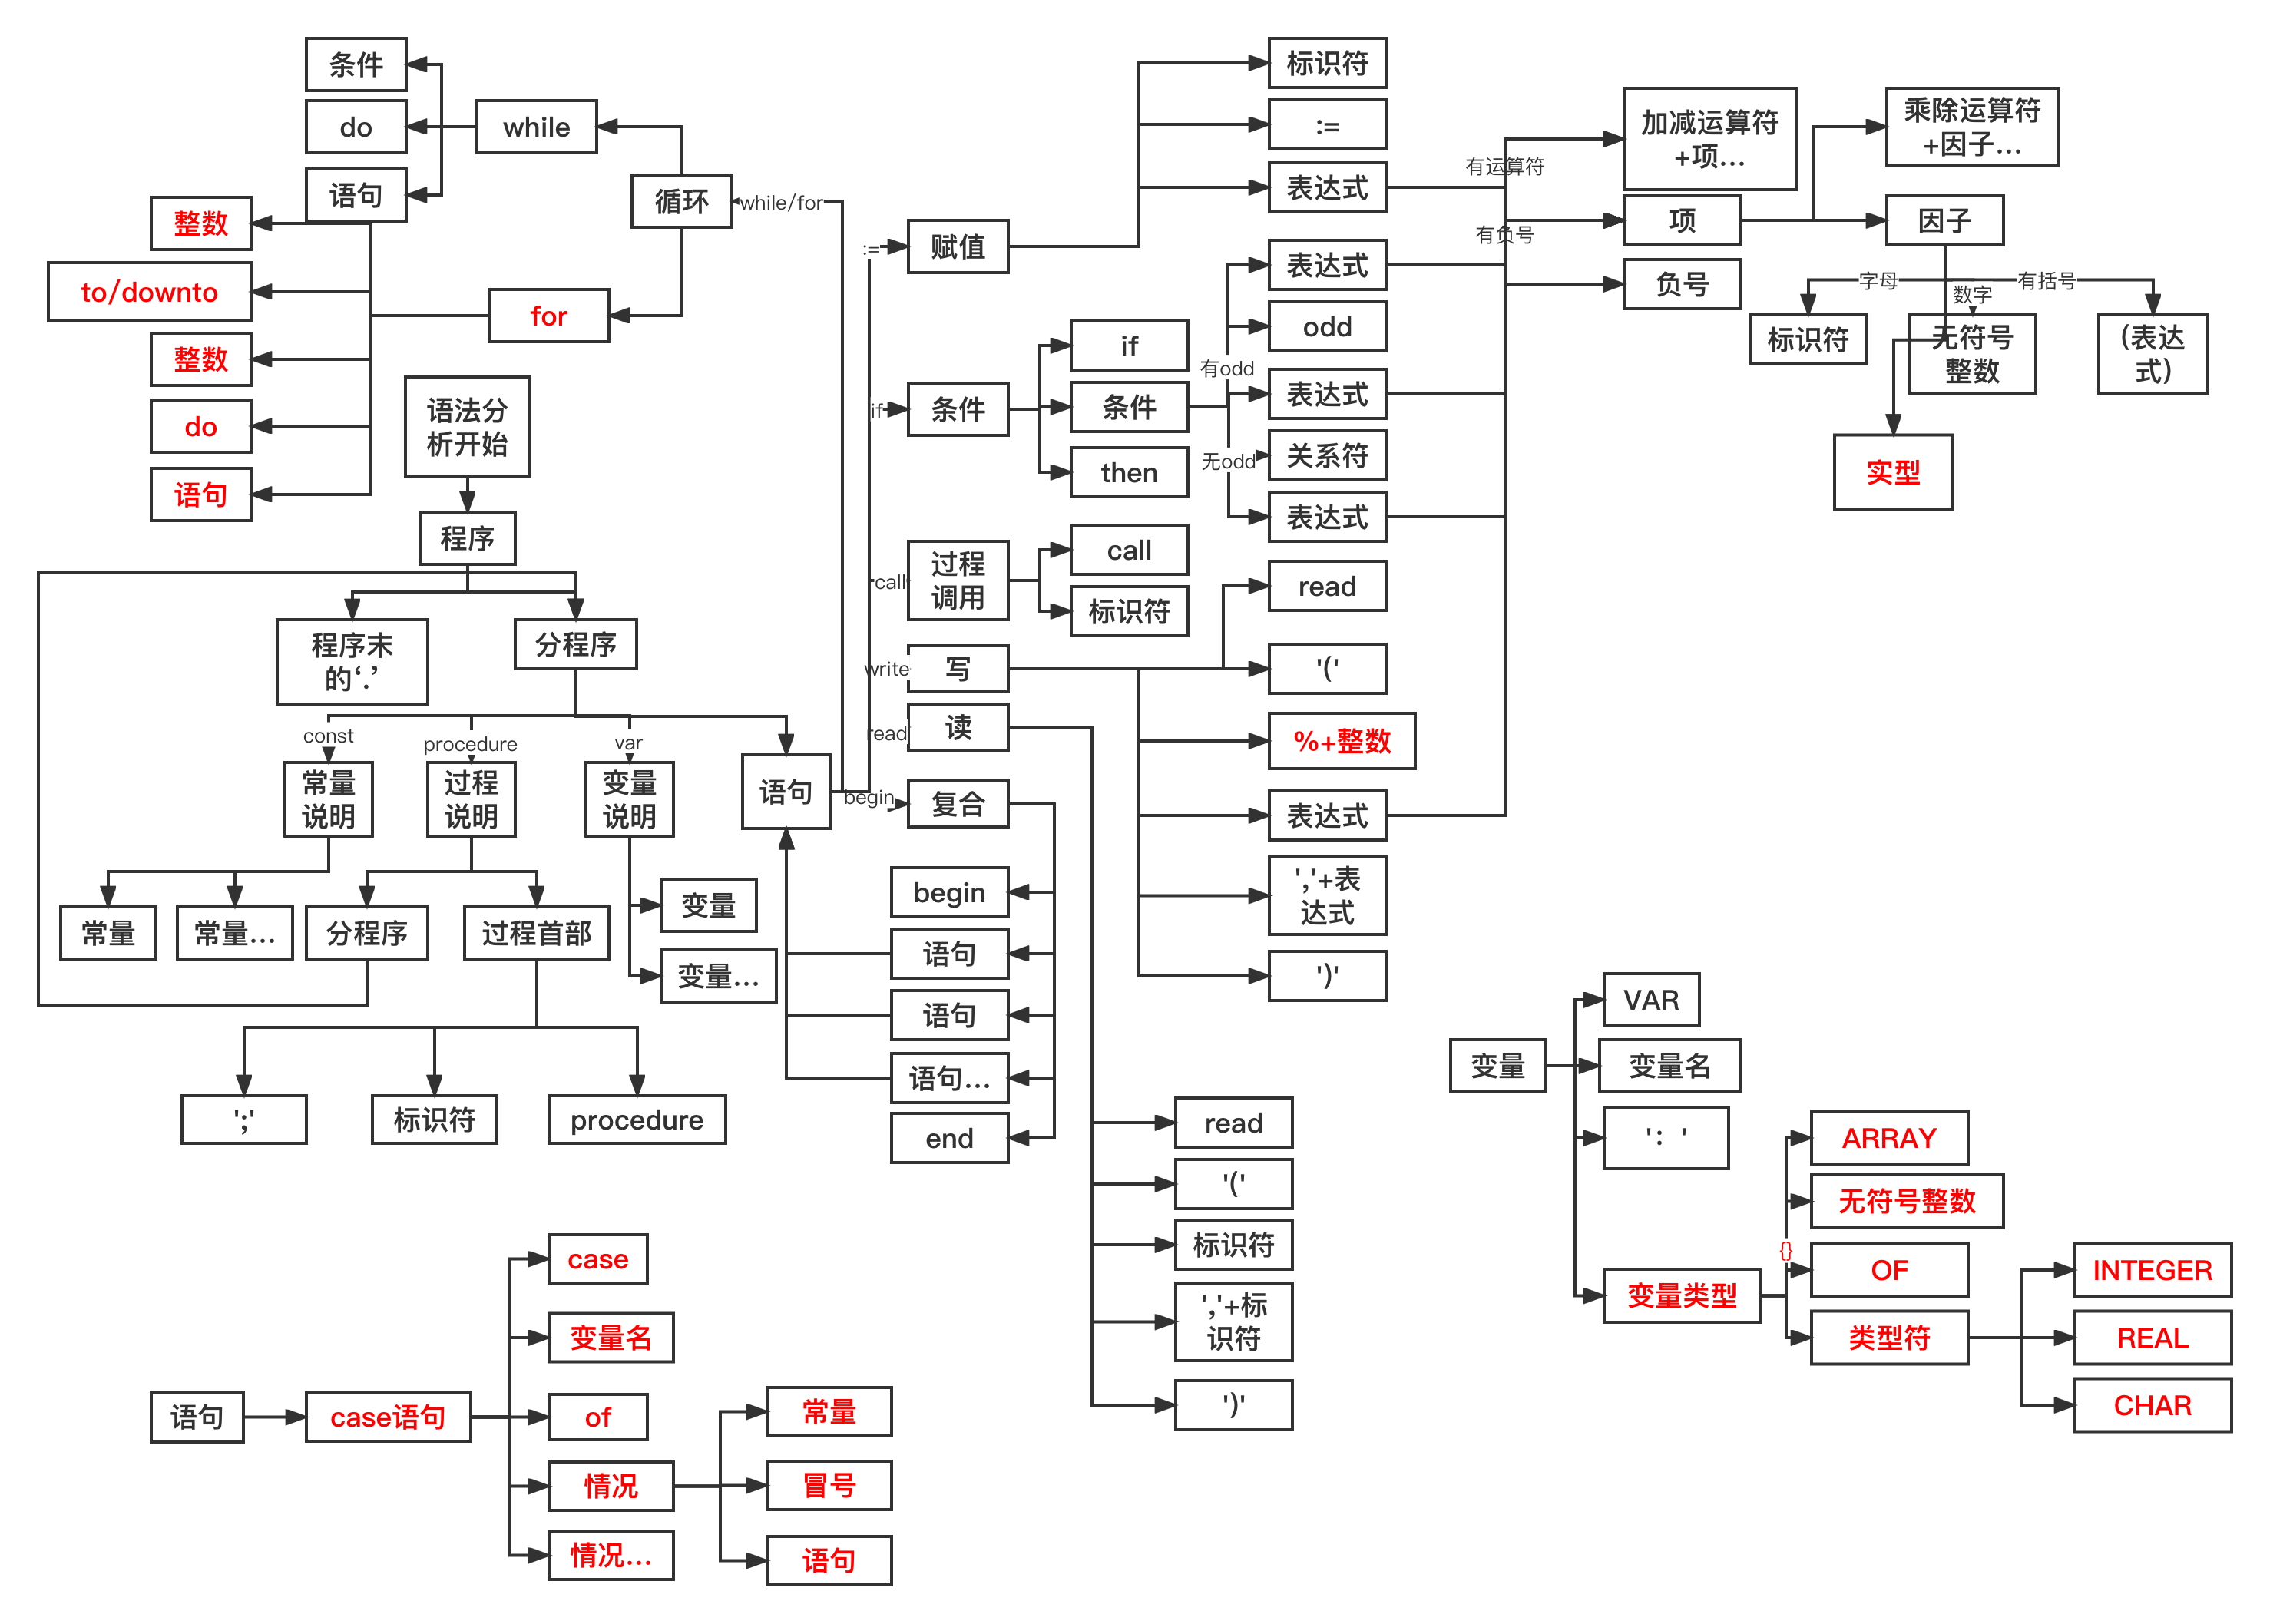 条件
do
语句
while
循环
while/for
整数
to/downto
整数
do
语句
for
语法分
析开始
程序
程序末
的‘.’
分程序
const
procedure
var
常量
说明
过程
说明
变量
说明
语句
常量
常量...
分程序
过程首部
变量
变量...
';'
标识符
procedure
:=
赋值
if
条件
call
过程
调用
write
写
read
读
begin
复合
begin
语句
语句
语句...
end
if
条件
then
call
标识符
有odd
无odd
标识符
:=
表达式
表达式
odd
表达式
关系符
表达式
read
'('
%+整数
表达式
','+表
达式
')'
read
'('
标识符
','+标
识符
')'
有运算符
有负号
加减运算符
+项...
项
负号
乘除运算符
+因子...
因子
字母
数字
有括号
标识符
无符号
整数
(表达
式)
实型
变量
VAR
变量名
': '
变量类型
{}
ARRAY
无符号整数
OF
类型符
INTEGER
REAL
CHAR
语句
case语句
case
变量名
of
情况
情况...
常量
冒号
语句